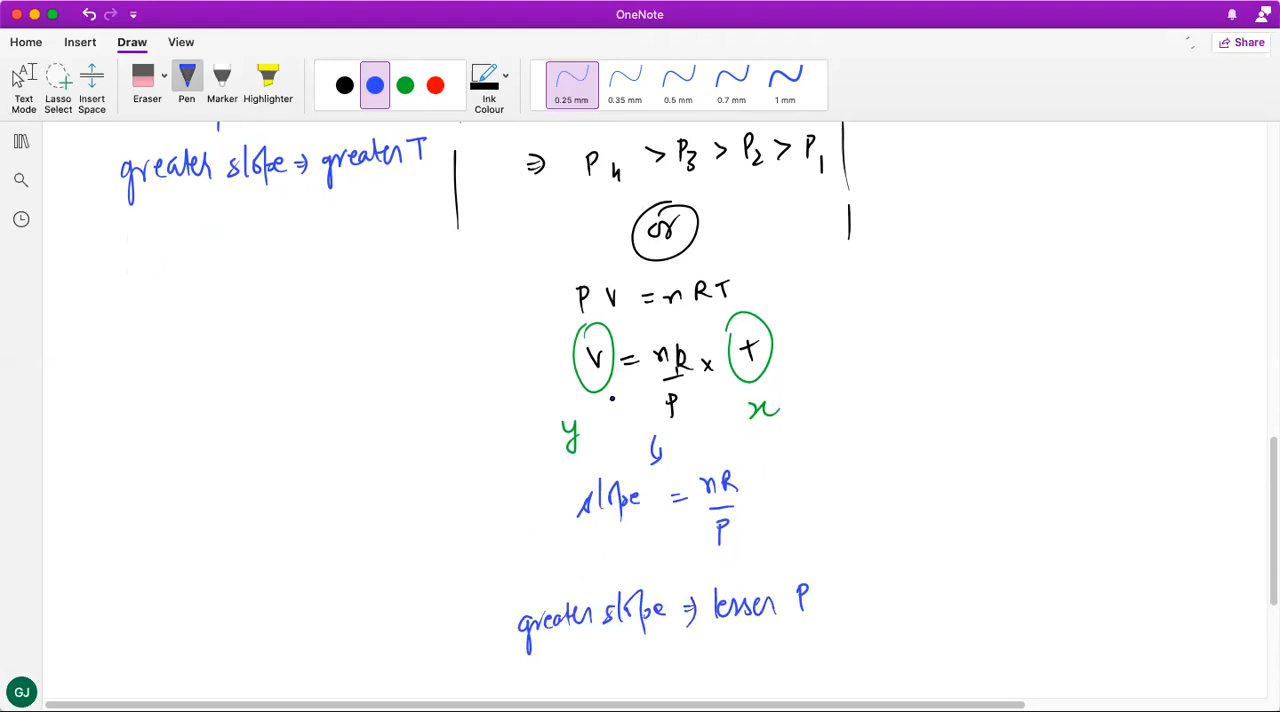 OneNote
Home Insert Draw View
Share
Text Mode
Lasso Select
Insert Space
Eraser
Pen
Marker
Highlighter
Ink Colour
0.25 mm
0.35 mm
0.5 mm
0.7 mm
1 mm
greater slope ⇒ greater T
⇒ P4 > P3 > P2 > P1
or
PV = nRT
V = nR/P × T
y
x
slope = nR/P
greater slope ⇒ lesser P
GJ